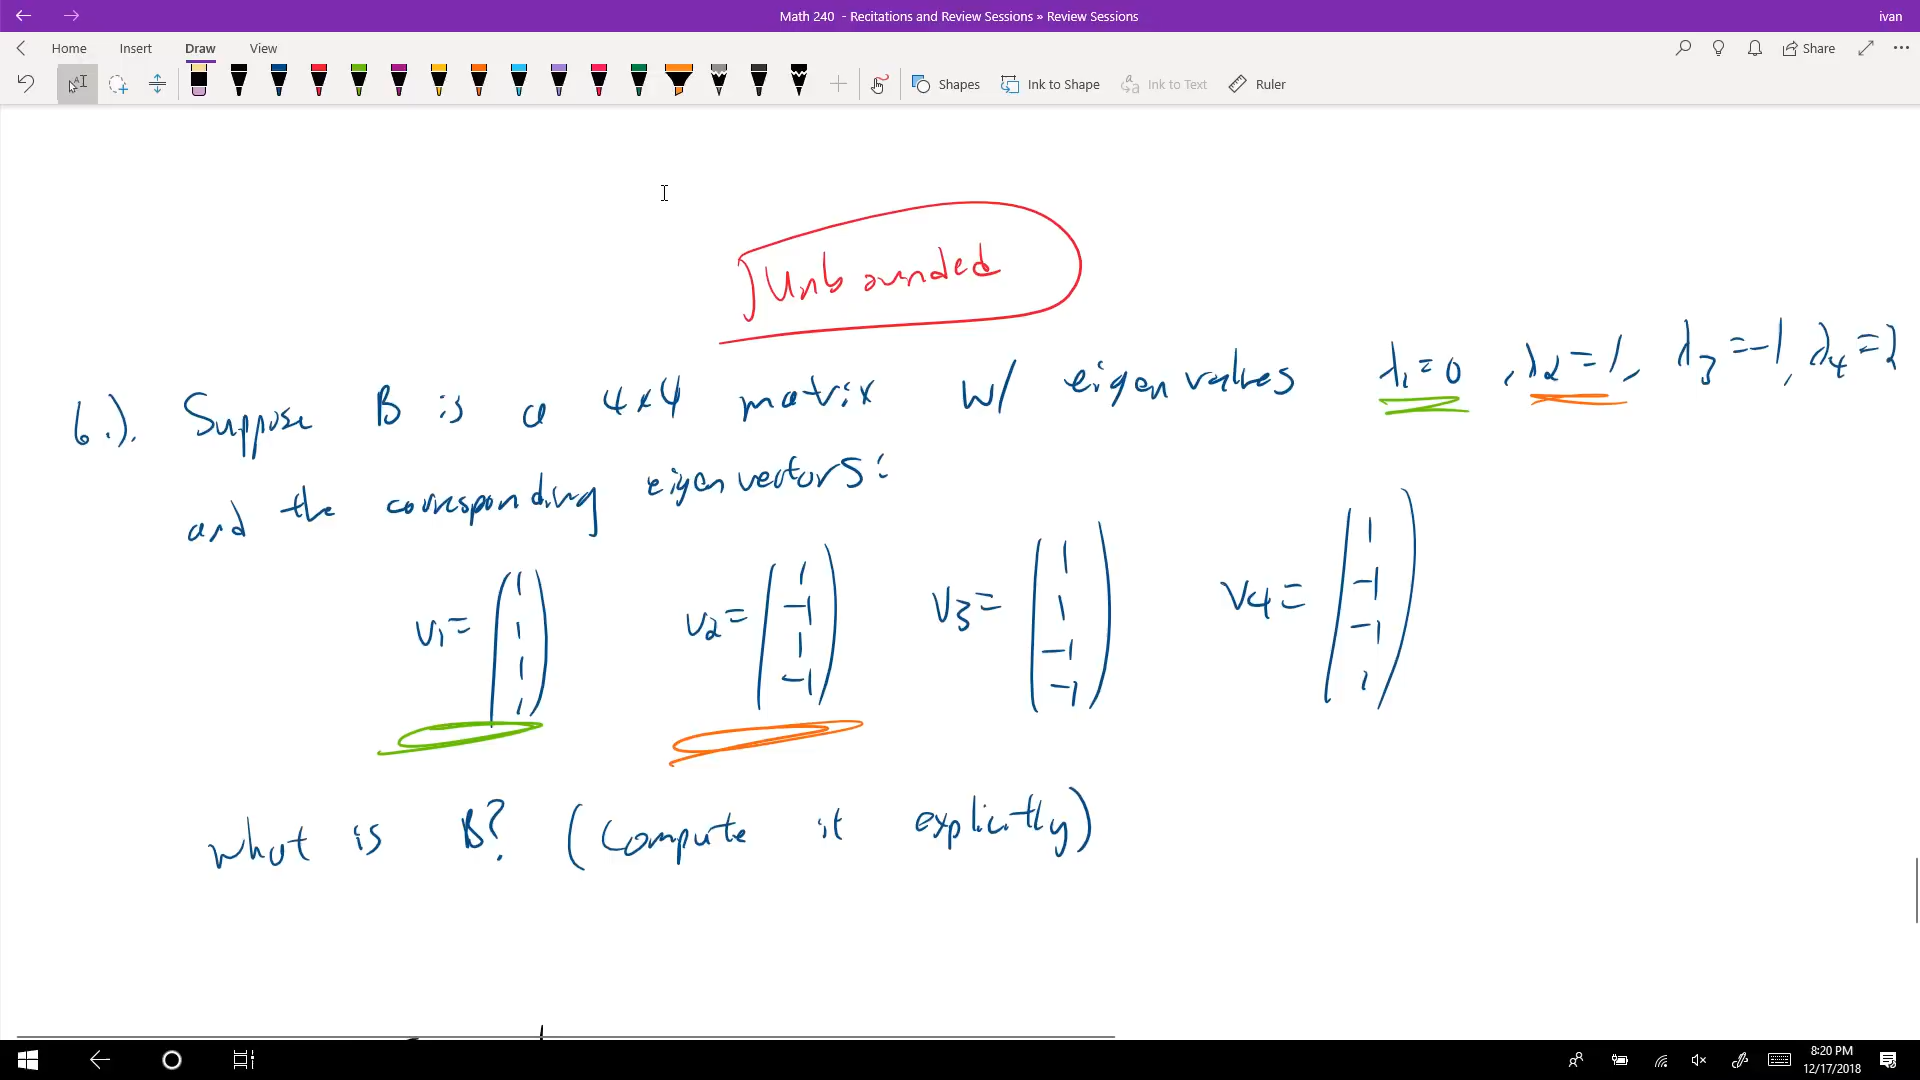 Math 240 - Recitations and Review Sessions » Review Sessions
ivan
Home Insert Draw View
Share
Shapes Ink to Shape Ink to Text Ruler
Unbounded
6.). Suppose B is a 4x4 matrix w/ eigenvalues λ1=0, λ2=1, λ3=-1, λ4=2
and the corresponding eigenvectors:
v1= (1 1 1 1) v2= (1 -1 1 -1) v3= (1 1 -1 -1) v4= (1 -1 -1 1)
What is B? (Compute it explicitly)
8:20 PM
12/17/2018